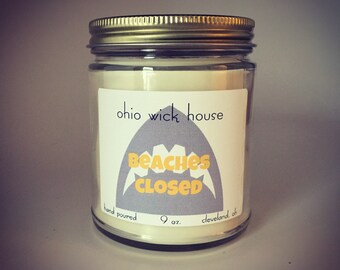 ohio wick house
BEACHES
CLOSED
hand poured 9 oz. cleveland, oh